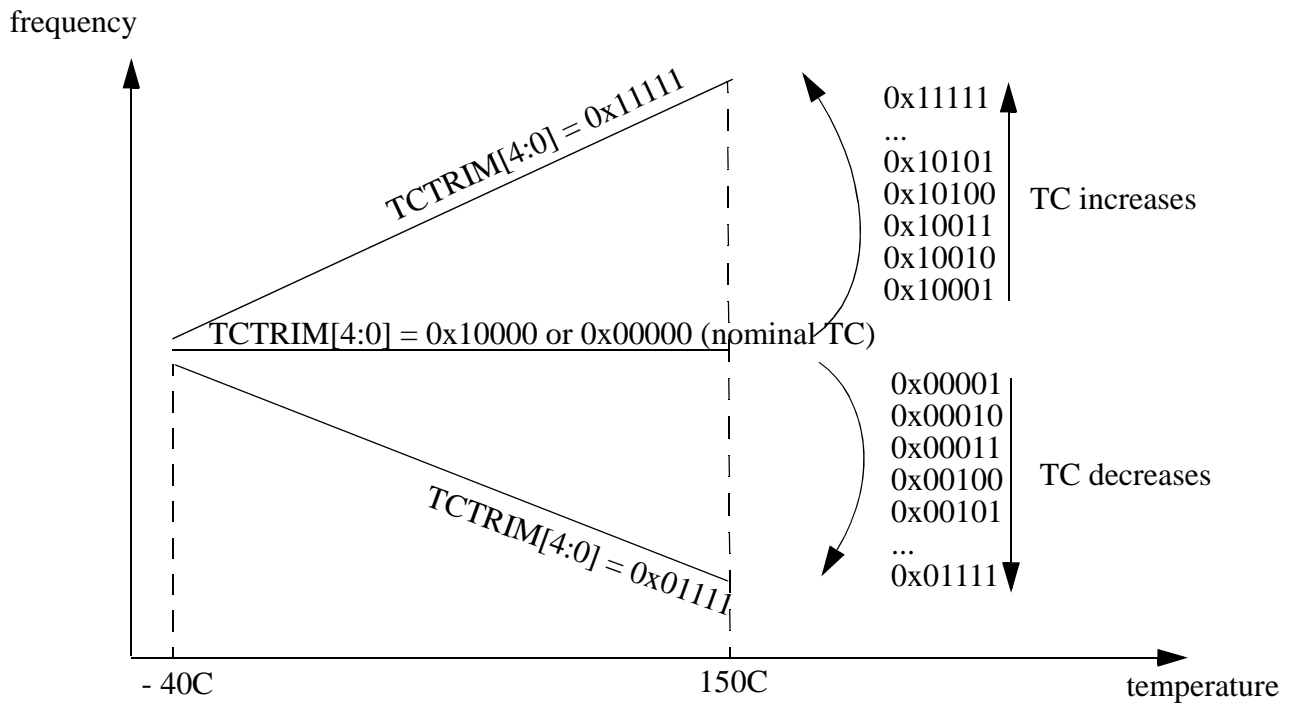 frequency
TCTRIM[4:0] = 0x11111
0x11111
...
0x10101
0x10100
0x10011
0x10010
0x10001
TC increases
TCTRIM[4:0] = 0x10000 or 0x00000 (nominal TC)
0x00001
0x00010
0x00011
0x00100
0x00101
...
0x01111
TC decreases
TCTRIM[4:0] = 0x01111
- 40C
150C
temperature